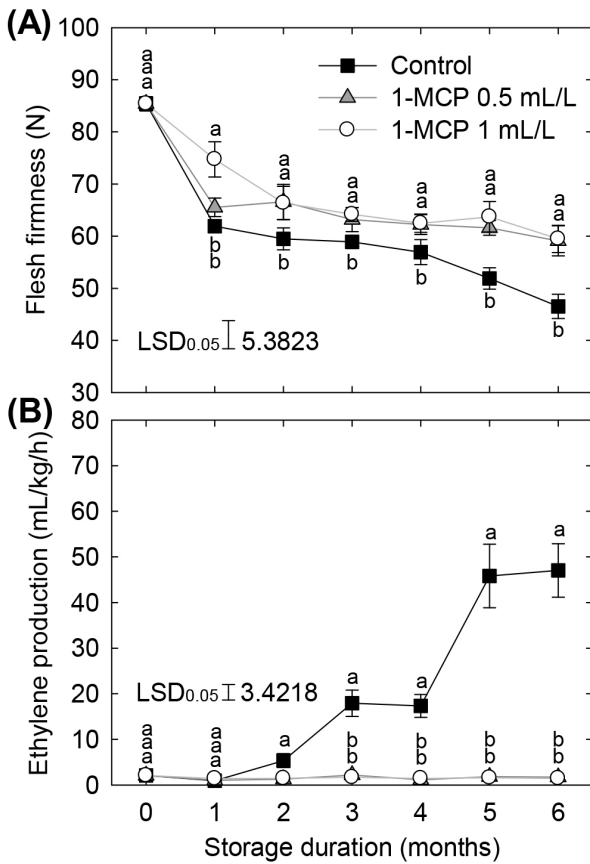 (A)
100
90
80
70
60
50
40
30
Flesh firmness (N)
Control
1-MCP 0.5 mL/L
1-MCP 1 mL/L
a
a
a
a
b
b
a
a
b
a
a
b
a
a
b
a
a
b
a
a
b
LSD0.05 5.3823
(B)
80
70
60
50
40
30
20
10
0
Ethylene production (mL/kg/h)
LSD0.05 3.4218
a
a
a
a
a
a
a
a
b
b
a
b
b
a
b
b
a
b
b
0 1 2 3 4 5 6
Storage duration (months)